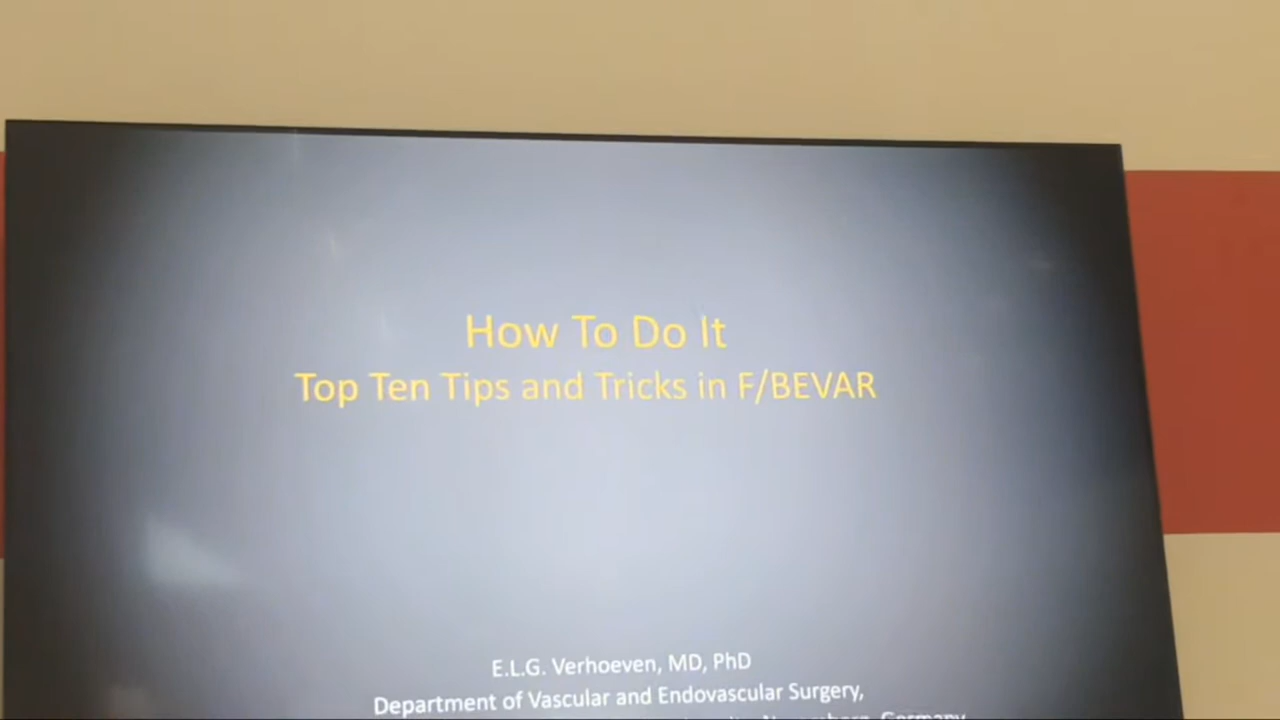 How To Do It
Top Ten Tips and Tricks in F/BEVAR
E.L.G. Verhoeven, MD, PhD
Department of Vascular and Endovascular Surgery,
Germany